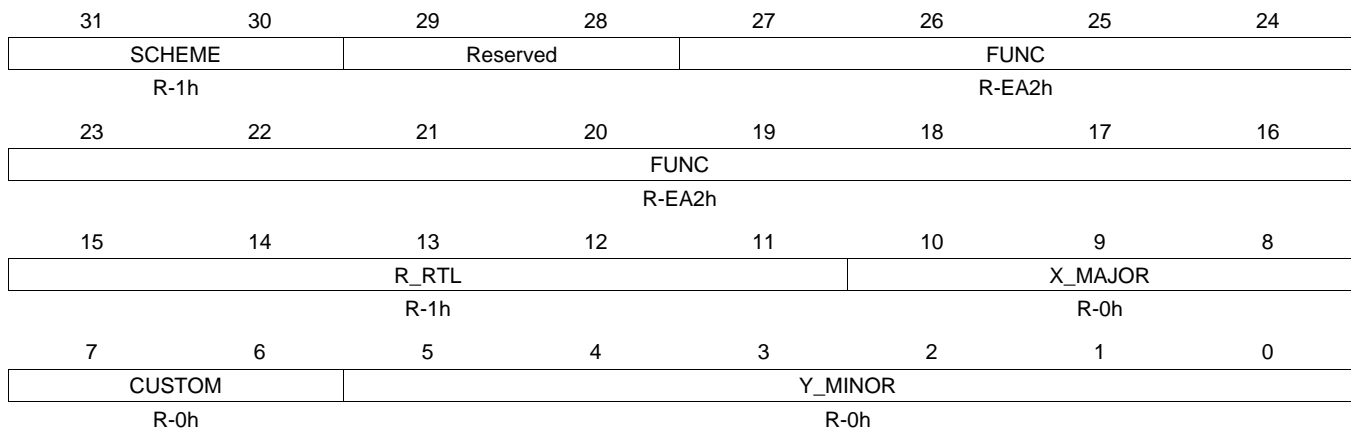 31 30 29 28 27 26 25 24
SCHEME Reserved FUNC
R-1h R-EA2h
23 22 21 20 19 18 17 16
FUNC
R-EA2h
15 14 13 12 11 10 9 8
R_RTL X_MAJOR
R-1h R-0h
7 6 5 4 3 2 1 0
CUSTOM Y_MINOR
R-0h R-0h